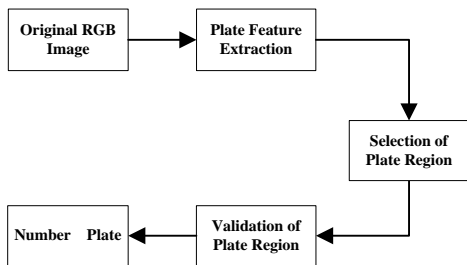 Original RGB
Image
Plate Feature
Extraction
Selection of
Plate Region
Validation of
Plate Region
Number Plate